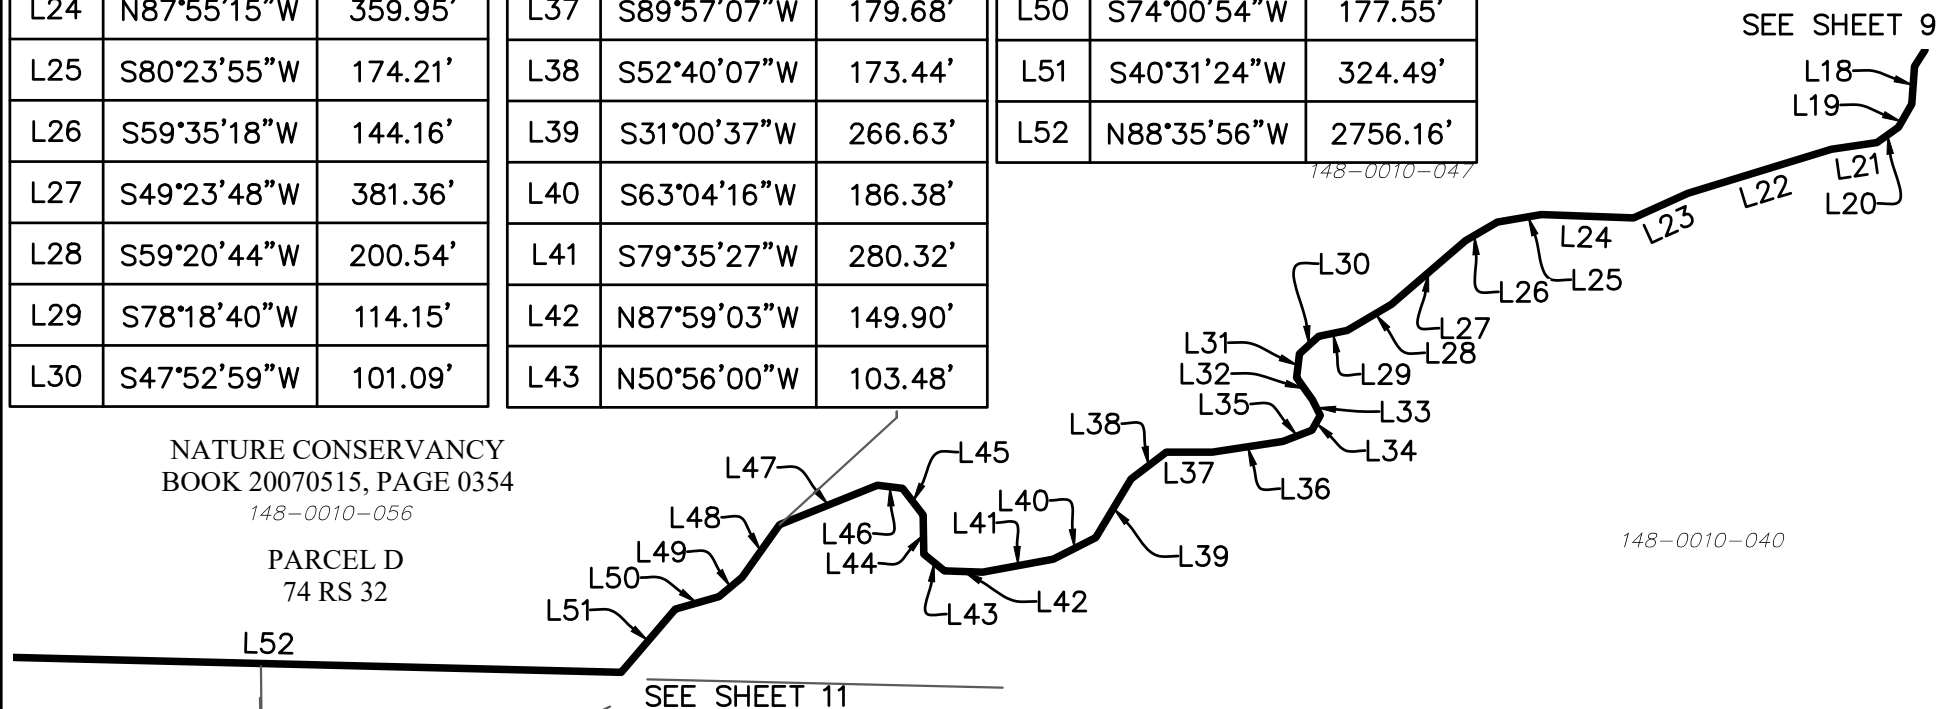 L24 N87°55'15"W 359.95'
L25 S80°23'55"W 174.21'
L26 S59°35'18"W 144.16'
L27 S49°23'48"W 381.36'
L28 S59°20'44"W 200.54'
L29 S78°18'40"W 114.15'
L30 S47°52'59"W 101.09'
L37 S89°57'07"W 179.68'
L38 S52°40'07"W 173.44'
L39 S31°00'37"W 266.63'
L40 S63°04'16"W 186.38'
L41 S79°35'27"W 280.32'
L42 N87°59'03"W 149.90'
L43 N50°56'00"W 103.48'
L50 S74°00'54"W 177.55'
L51 S40°31'24"W 324.49'
L52 N88°35'56"W 2756.16'
148-0010-047
SEE SHEET 9
L18
L19
L20
L21
L22
L23
L24
L25
L26
L27
L28
L29
L30
L31
L32
L33
L34
L35
L36
L37
L38
L39
L40
L41
L42
L43
L44
L45
L46
L47
L48
L49
L50
L51
L52
NATURE CONSERVANCY
BOOK 20070515, PAGE 0354
148-0010-056
PARCEL D
74 RS 32
148-0010-040
SEE SHEET 11